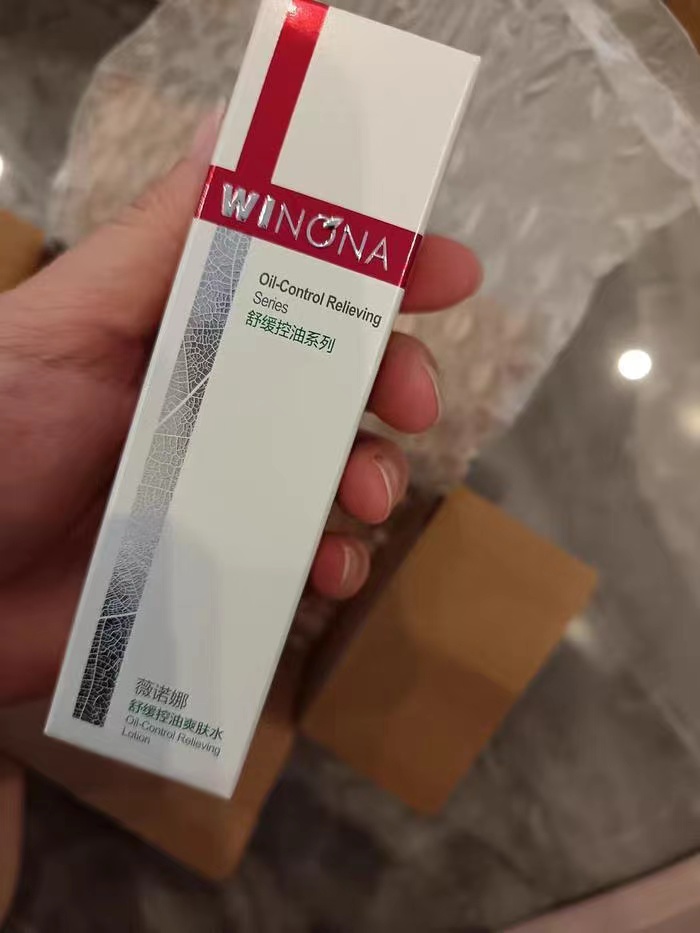 WINONA
Oil-Control Relieving
Series
舒缓控油系列
薇诺娜
舒缓控油爽肤水
Oil-Control Relieving
Lotion